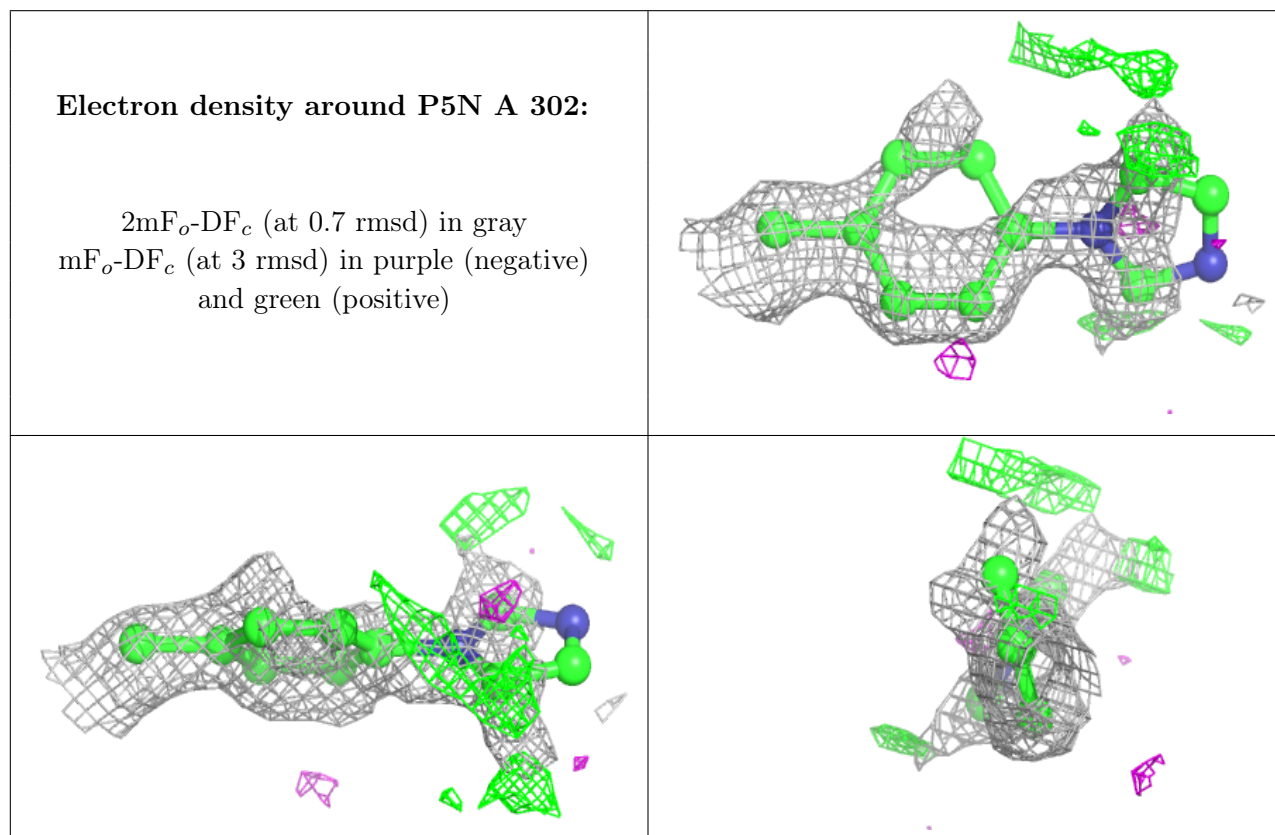 Electron density around P5N A 302:
2mFo-DFc (at 0.7 rmsd) in gray
mFo-DFc (at 3 rmsd) in purple (negative)
and green (positive)